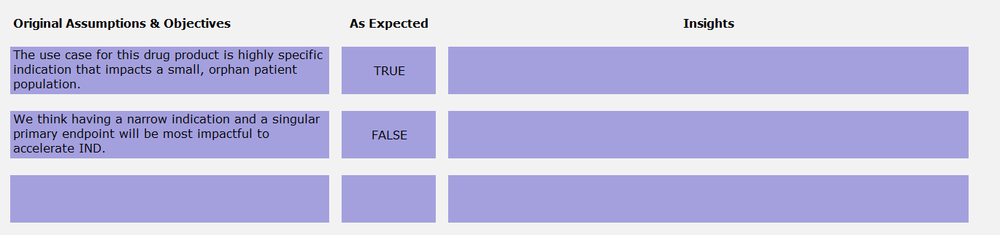 Original Assumptions & Objectives As Expected Insights
The use case for this drug product is highly specific
indication that impacts a small, orphan patient
population.
TRUE
We think having a narrow indication and a singular
primary endpoint will be most impactful to
accelerate IND.
FALSE